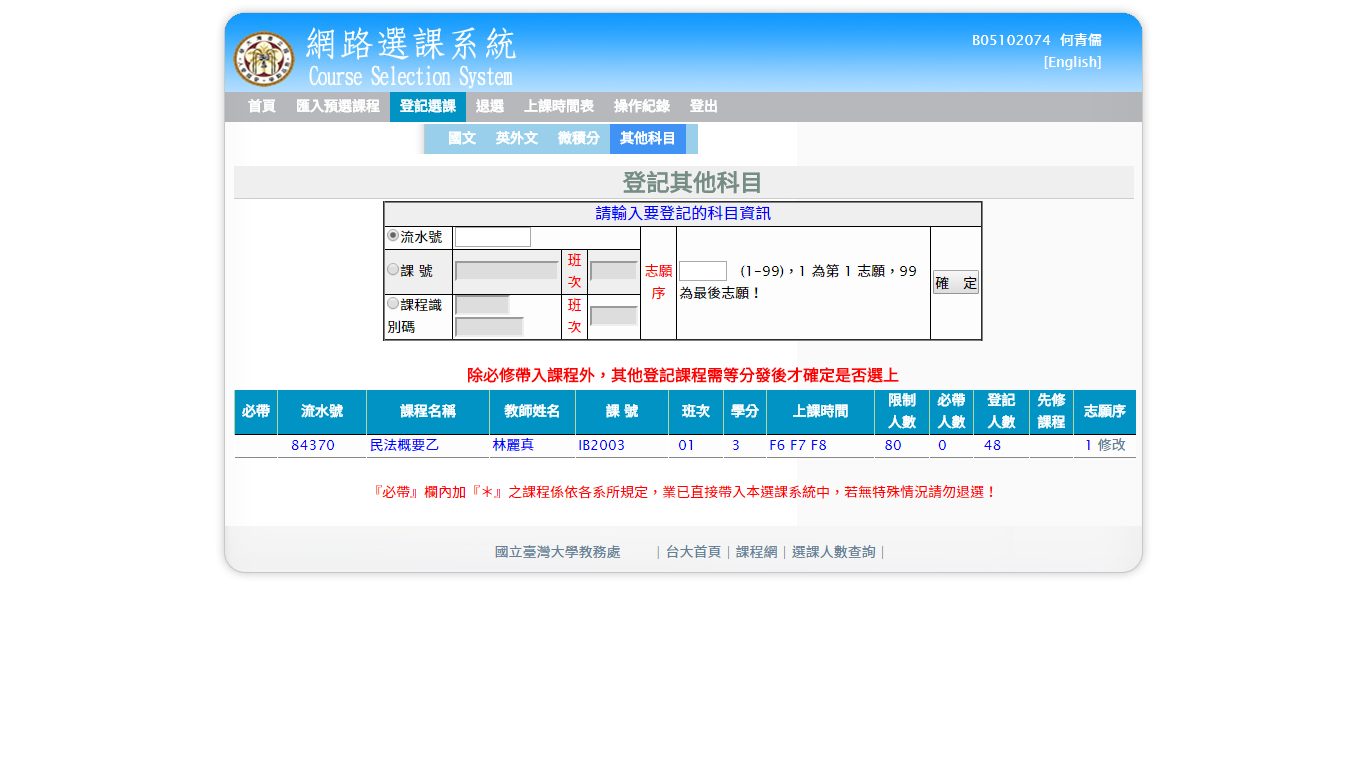 網路選課系統
Course Selection System
B05102074 何青儒
[English]
首頁 匯入預選課程 登記選課 退選 上課時間表 操作紀錄 登出
國文 英外文 微積分 其他科目
登記其他科目
請輸入要登記的科目資訊
流水號
課 號
班次
課程識別碼
班次
志願序
(1-99)，1 為第 1 志願，99
為最後志願！
確 定
除必修帶入課程外，其他登記課程需等分發後才確定是否選上
必帶 流水號 課程名稱 教師姓名 課 號 班次 學分 上課時間 限制人數 必帶人數 登記人數 先修課程 志願序
84370 民法概要乙 林麗真 IB2003 01 3 F6 F7 F8 80 0 48 1 修改
『必帶』欄內加『＊』之課程係依各系所規定，業已直接帶入本選課系統中，若無特殊情況請勿退選！
國立臺灣大學教務處 | 台大首頁 | 課程網 | 選課人數查詢 |